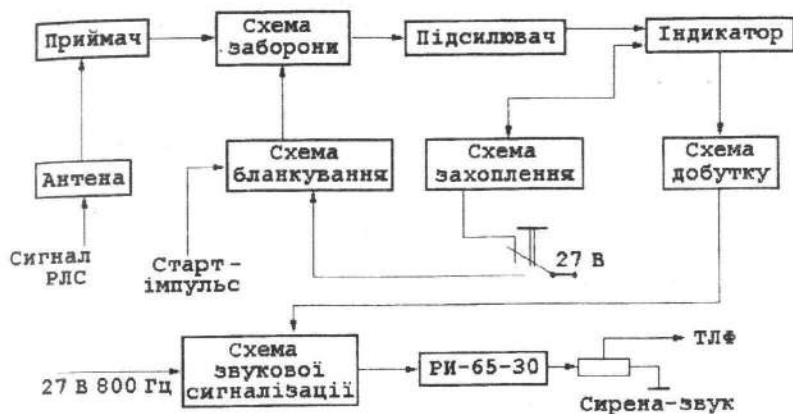 Приймач
Схема
заборони
Підсилювач
Індикатор
Антена
Схема
бланкування
Схема
захоплення
Схема
добутку
Сигнал
РЛС
Старт-
імпульс
27 В
27 В 800 Гц
Схема
звукової
сигналізації
РИ-65-30
ТЛФ
Сирена-звук